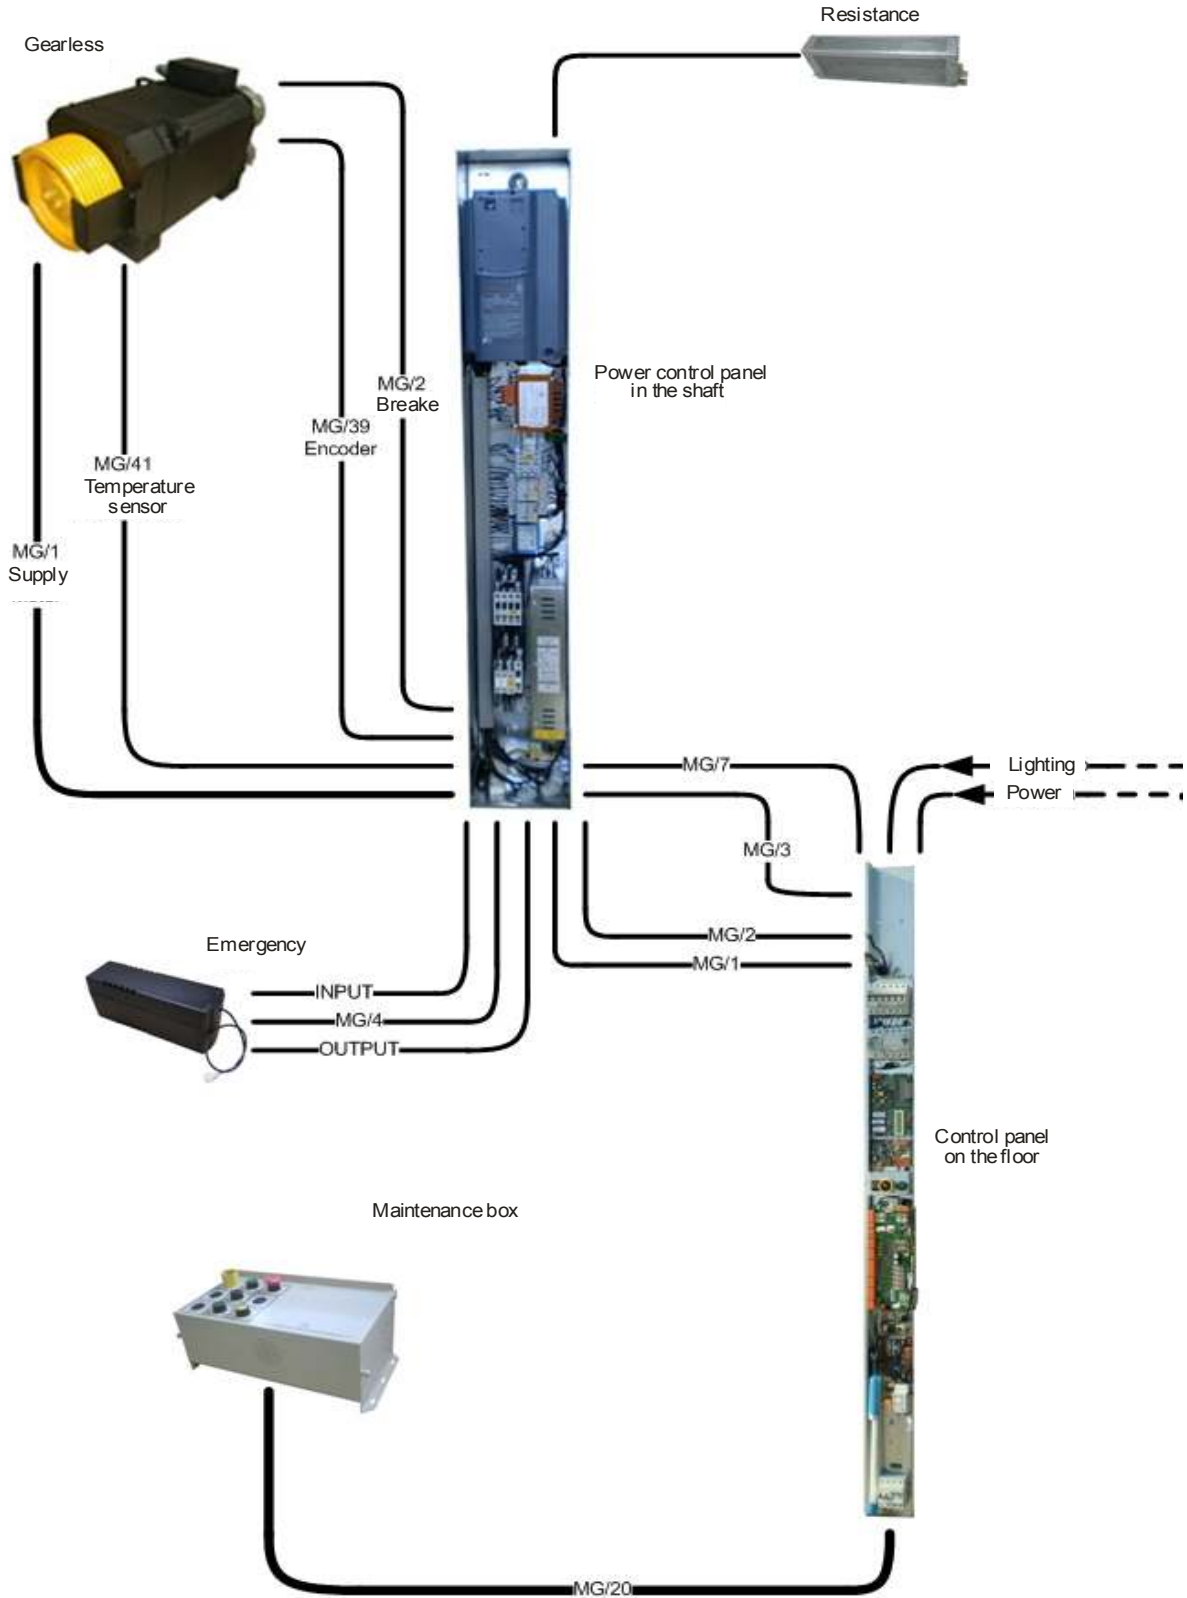 Resistance
Gearless
Power control panel
in the shaft
MG/2
Breake
MG/39
Encoder
MG/41
Temperature
sensor
MG/1
Supply
MG/7
Lighting
Power
MG/3
MG/2
MG/1
Emergency
INPUT
MG/4
OUTPUT
Control panel
on the floor
Maintenance box
MG/20